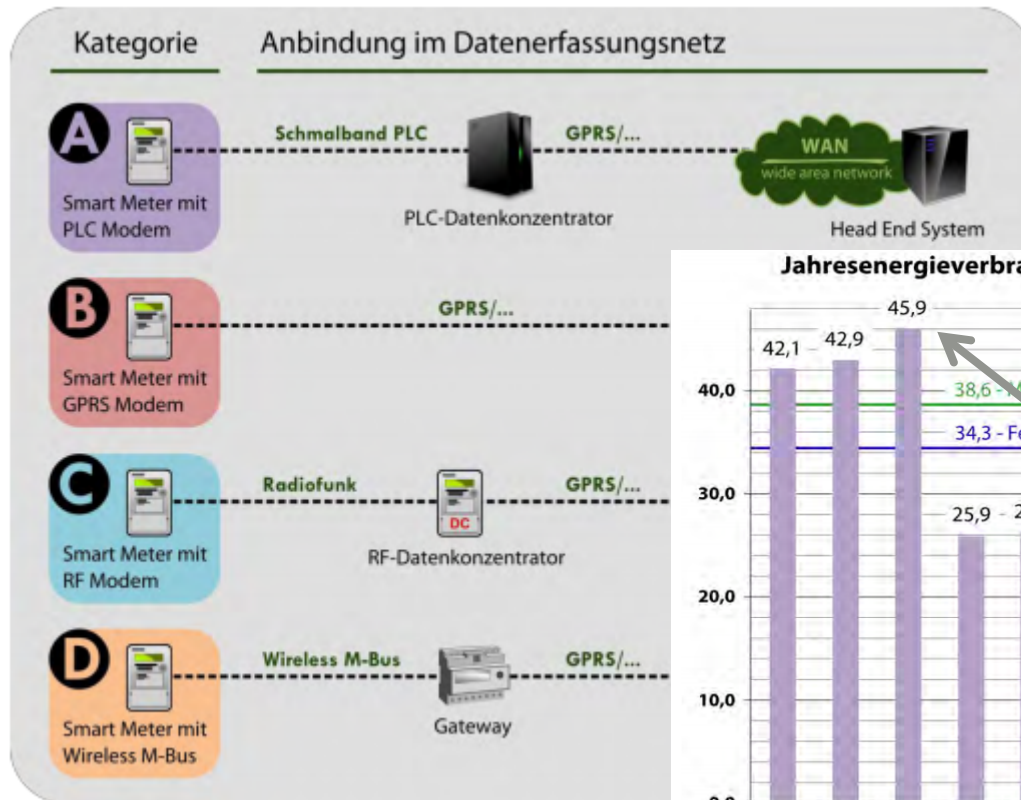 Kategorie
Anbindung im Datenerfassungsnetz
A
Schmalband PLC
GPRS/...
WAN
wide area network
Smart Meter mit
PLC Modem
PLC-Datenkonzentrator
Head End System
B
GPRS/...
Smart Meter mit
GPRS Modem
C
Radiofunk
GPRS/...
DC
Smart Meter mit
RF Modem
RF-Datenkonzentrator
D
Wireless M-Bus
GPRS/...
Smart Meter mit
Wireless M-Bus
Gateway
Jahresenergieverbra
45,9
42,1
42,9
40,0
38,6 -
34,3 - Fe
30,0
25,9
20,0
10,0